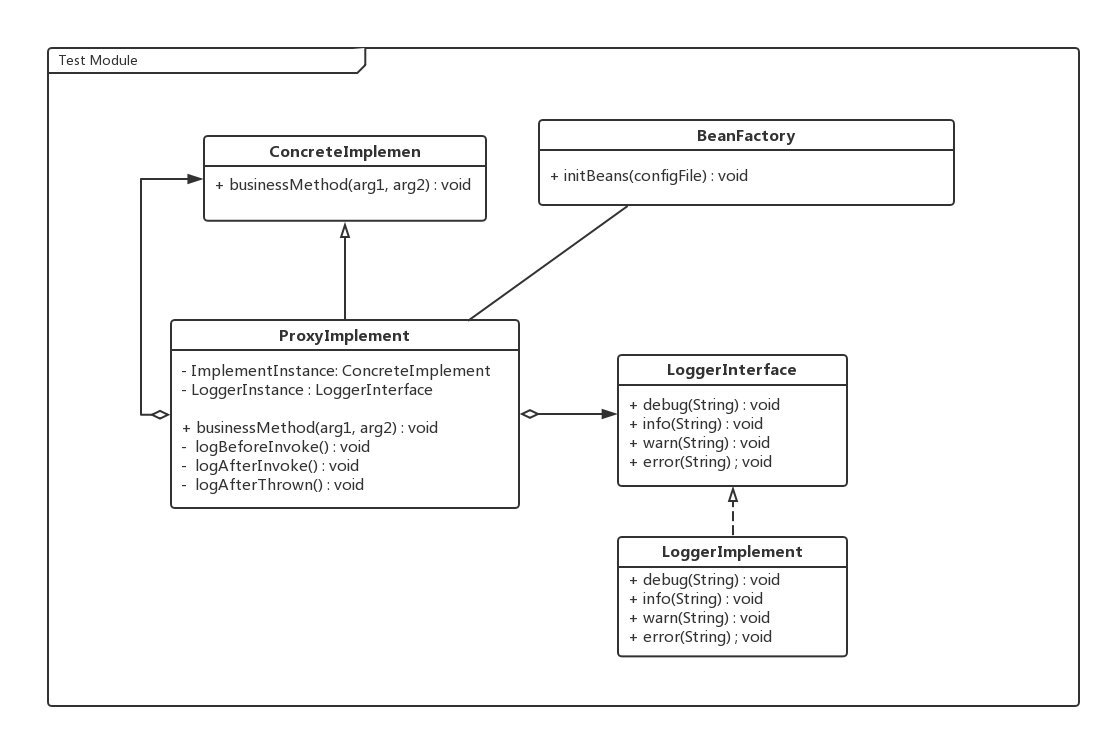 Test Module
ConcreteImplemen
+ businessMethod(arg1, arg2) : void
BeanFactory
+ initBeans(configFile) : void
ProxyImplement
- ImplementInstance: ConcreteImplement
- LoggerInstance : LoggerInterface
+ businessMethod(arg1, arg2) : void
- logBeforeInvoke() : void
- logAfterInvoke() : void
- logAfterThrown() : void
LoggerInterface
+ debug(String) : void
+ info(String) : void
+ warn(String) : void
+ error(String) ; void
LoggerImplement
+ debug(String) : void
+ info(String) : void
+ warn(String) : void
+ error(String) ; void